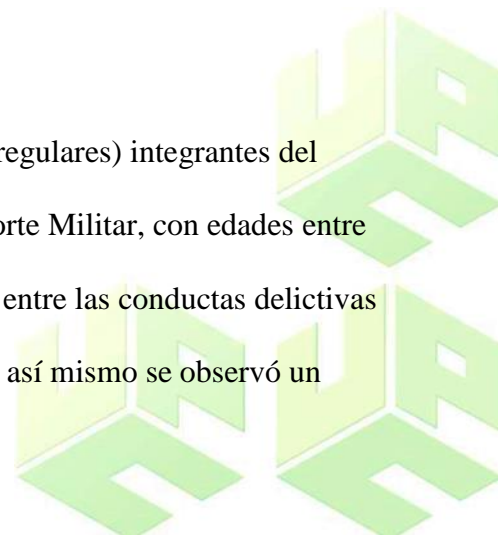 regulares) integrantes del
orte Militar, con edades entre
entre las conductas delictivas
así mismo se observó un